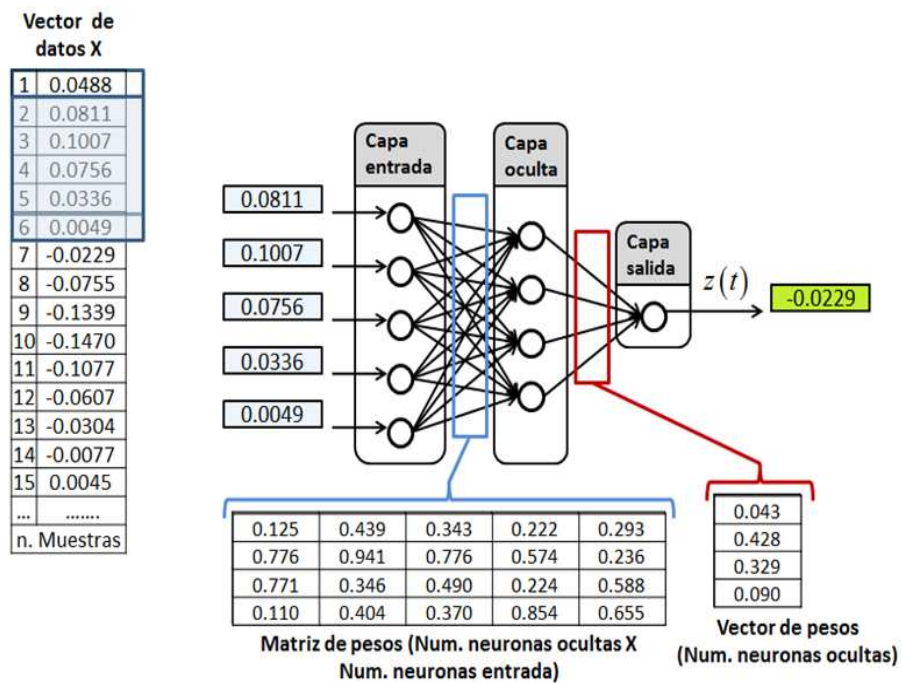 Vector de
datos X
1 0.0488
2 0.0811
3 0.1007
4 0.0756
5 0.0336
6 0.0049
7 -0.0229
8 -0.0755
9 -0.1339
10 -0.1470
11 -0.1077
12 -0.0607
13 -0.0304
14 -0.0077
15 0.0045
... .......
n. Muestras
Capa
entrada
Capa
oculta
Capa
salida
0.0811
0.1007
0.0756
0.0336
0.0049
z(t)
-0.0229
0.125 0.439 0.343 0.222 0.293
0.776 0.941 0.776 0.574 0.236
0.771 0.346 0.490 0.224 0.588
0.110 0.404 0.370 0.854 0.655
Matriz de pesos (Num. neuronas ocultas X
Num. neuronas entrada)
0.043
0.428
0.329
0.090
Vector de pesos
(Num. neuronas ocultas)